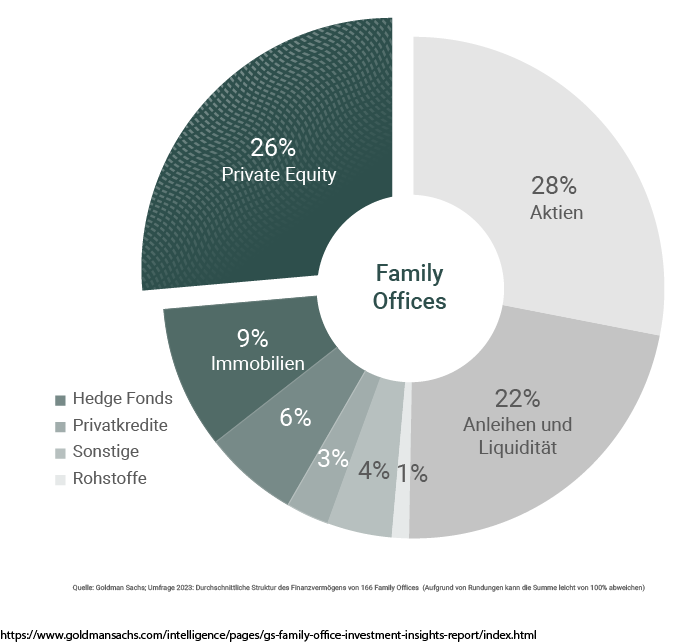 26%
Private Equity
28%
Aktien
Family
Offices
9%
Immobilien
22%
Anleihen und
Liquidität
6%
3%
4%
1%
Hedge Fonds
Privatkredite
Sonstige
Rohstoffe
Quelle: Goldman Sachs; Umfrage 2023: Durchschnittliche Struktur des Finanzvermögens von 166 Family Offices (Aufgrund von Rundungen kann die Summe leicht von 100% abweichen)
https://www.goldmansachs.com/intelligence/pages/gs-family-office-investment-insights-report/index.html